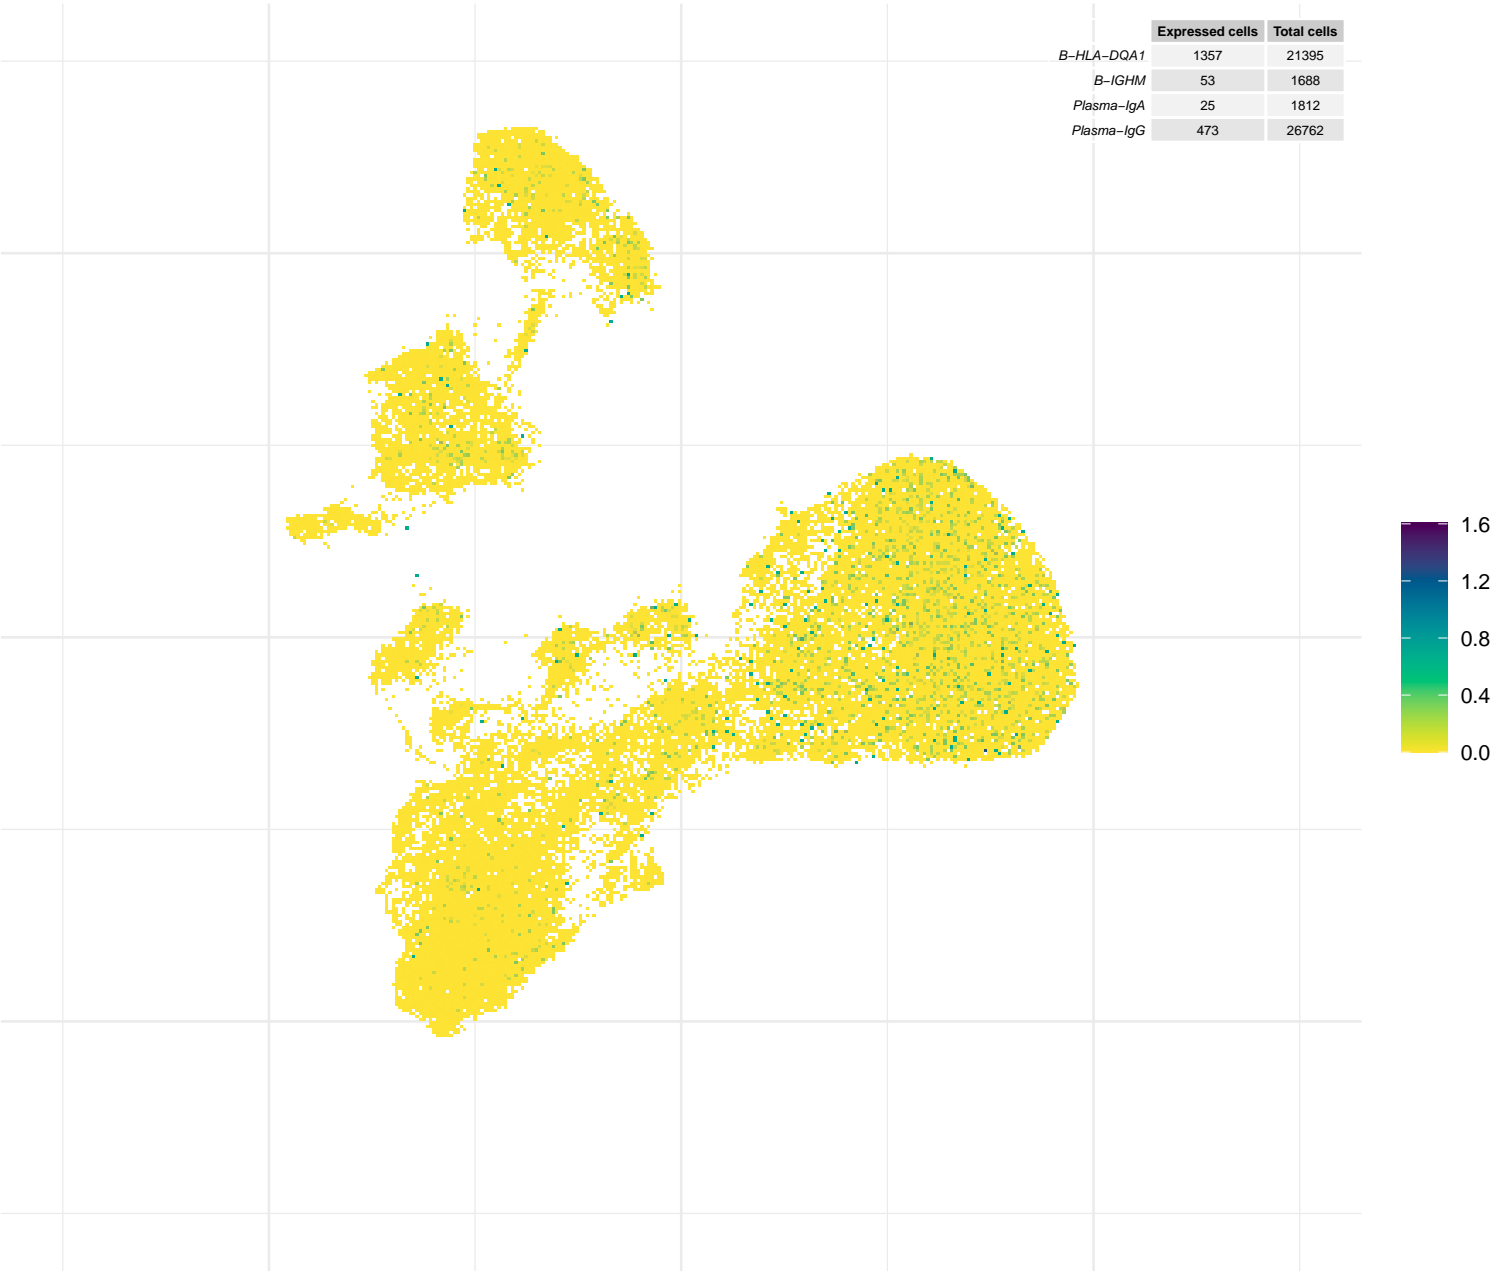 Expressed cells Total cells
B−HLA−DQA1 1357 21395
B−IGHM 53 1688
Plasma−IgA 25 1812
Plasma−IgG 473 26762
1.6
1.2
0.8
0.4
0.0